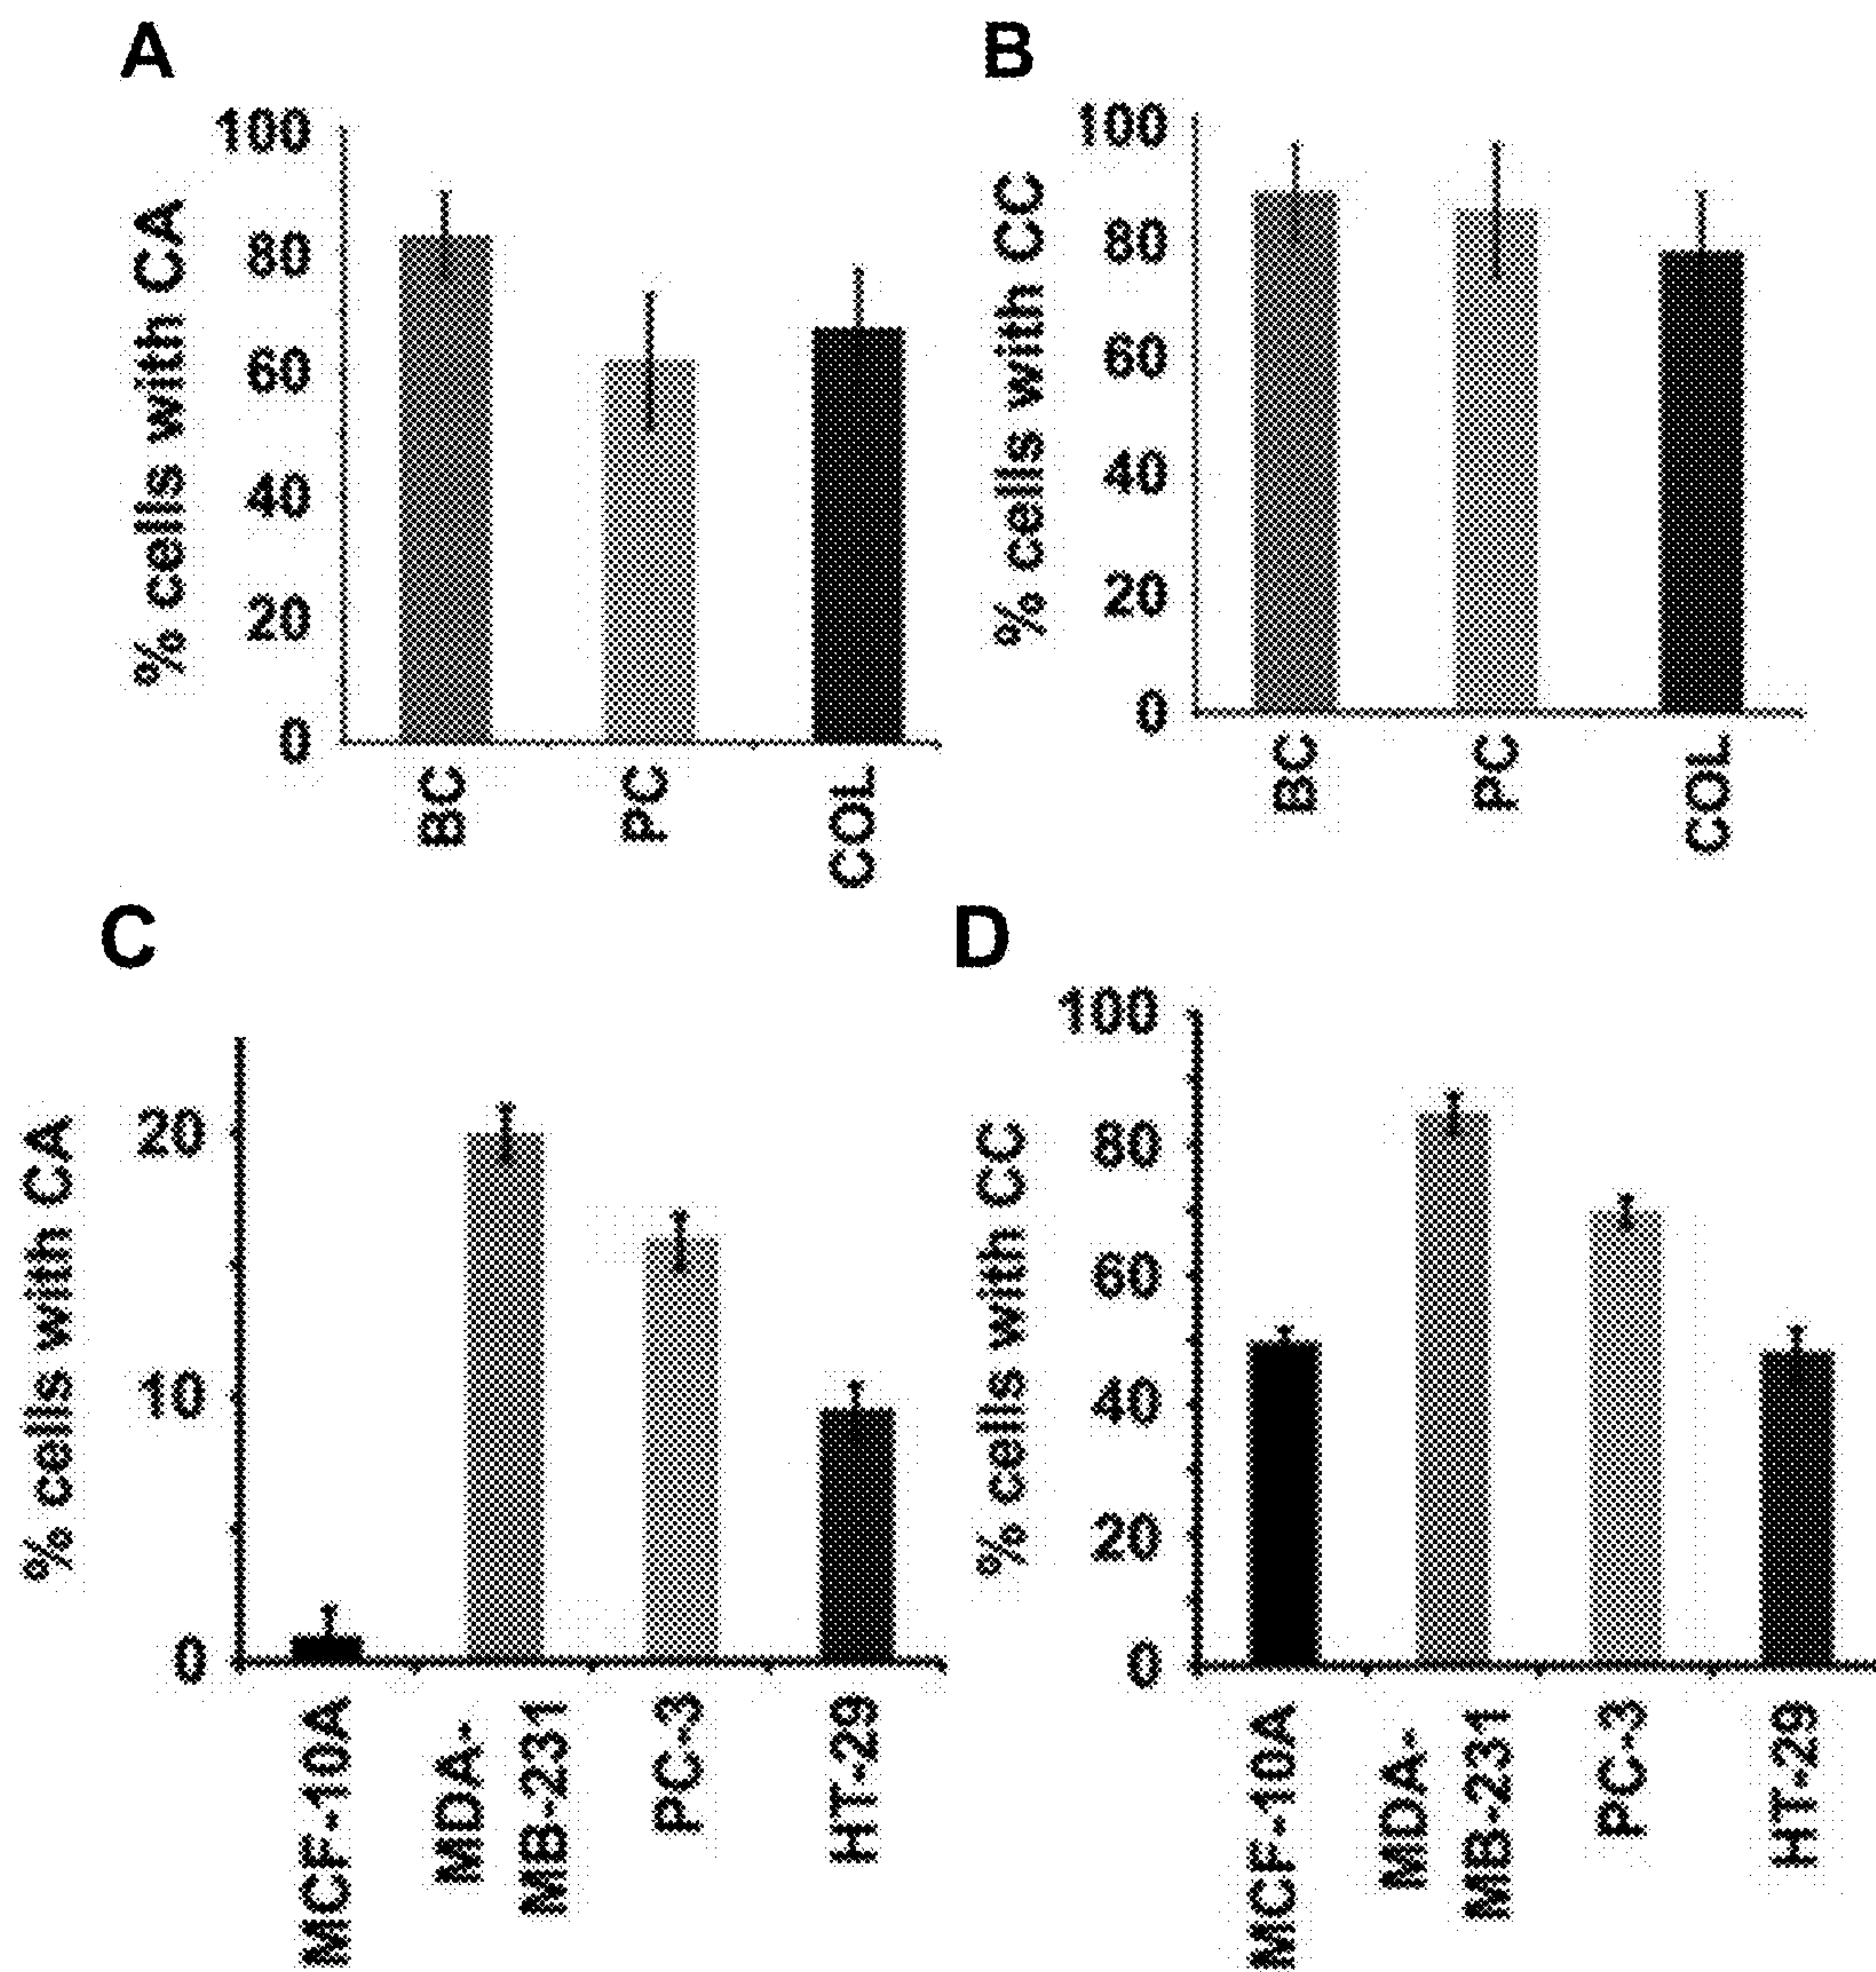 A
% cells with CA
100
80
60
40
20
0
BC
PC
COL
B
% cells with CC
100
80
60
40
20
0
BC
PC
COL
C
% cells with CA
20
10
0
MCF-10A
MDA-
MB-231
PC-3
HT-29
D
% cells with CC
100
80
60
40
20
0
MCF-10A
MDA-
MB-231
PC-3
HT-29